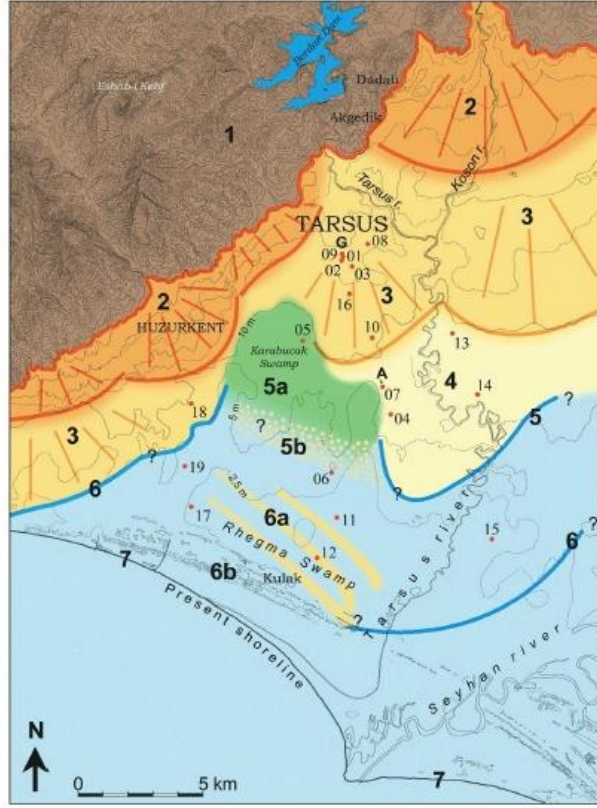 Berdan Dam
Eshab-ı Kehf
Dadalı
Akgedik
2
1
Koson r.
Tarsus r.
TARSUS
3
G
08
09
01
02
03
2
16
3
HUZURKENT
10 m
05
10
13
Karabucak
Swamp
A
4
5a
07
14
18
5 m
04
5
?
3
?
5b
?
6
19
06
?
2.5m
17
6a
11
15
6
?
Rhegma Swamp
12
7
6b
Kulak
?
Tarsus river
Present shoreline
Seyhan river
N
0
5 km
7